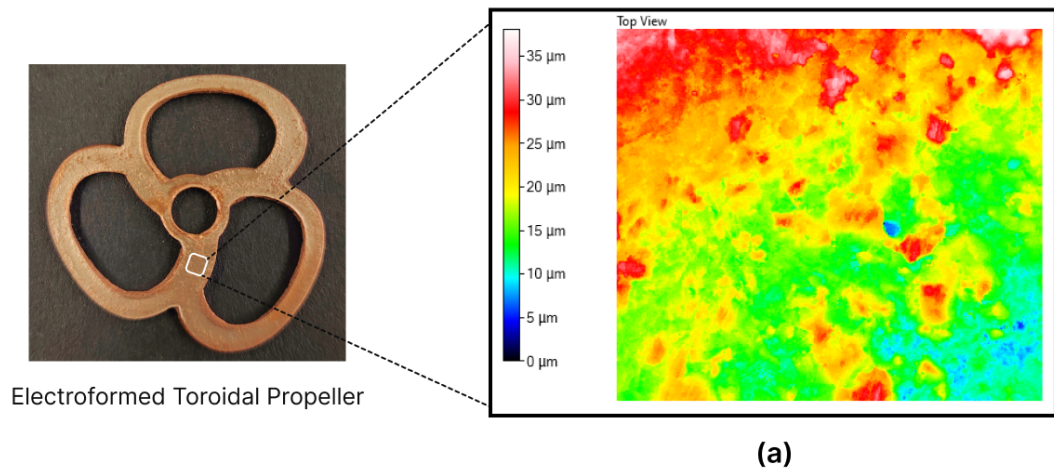 Top View
35 µm
30 µm
25 µm
20 µm
15 µm
10 µm
5 µm
0 µm
Electroformed Toroidal Propeller
(a)